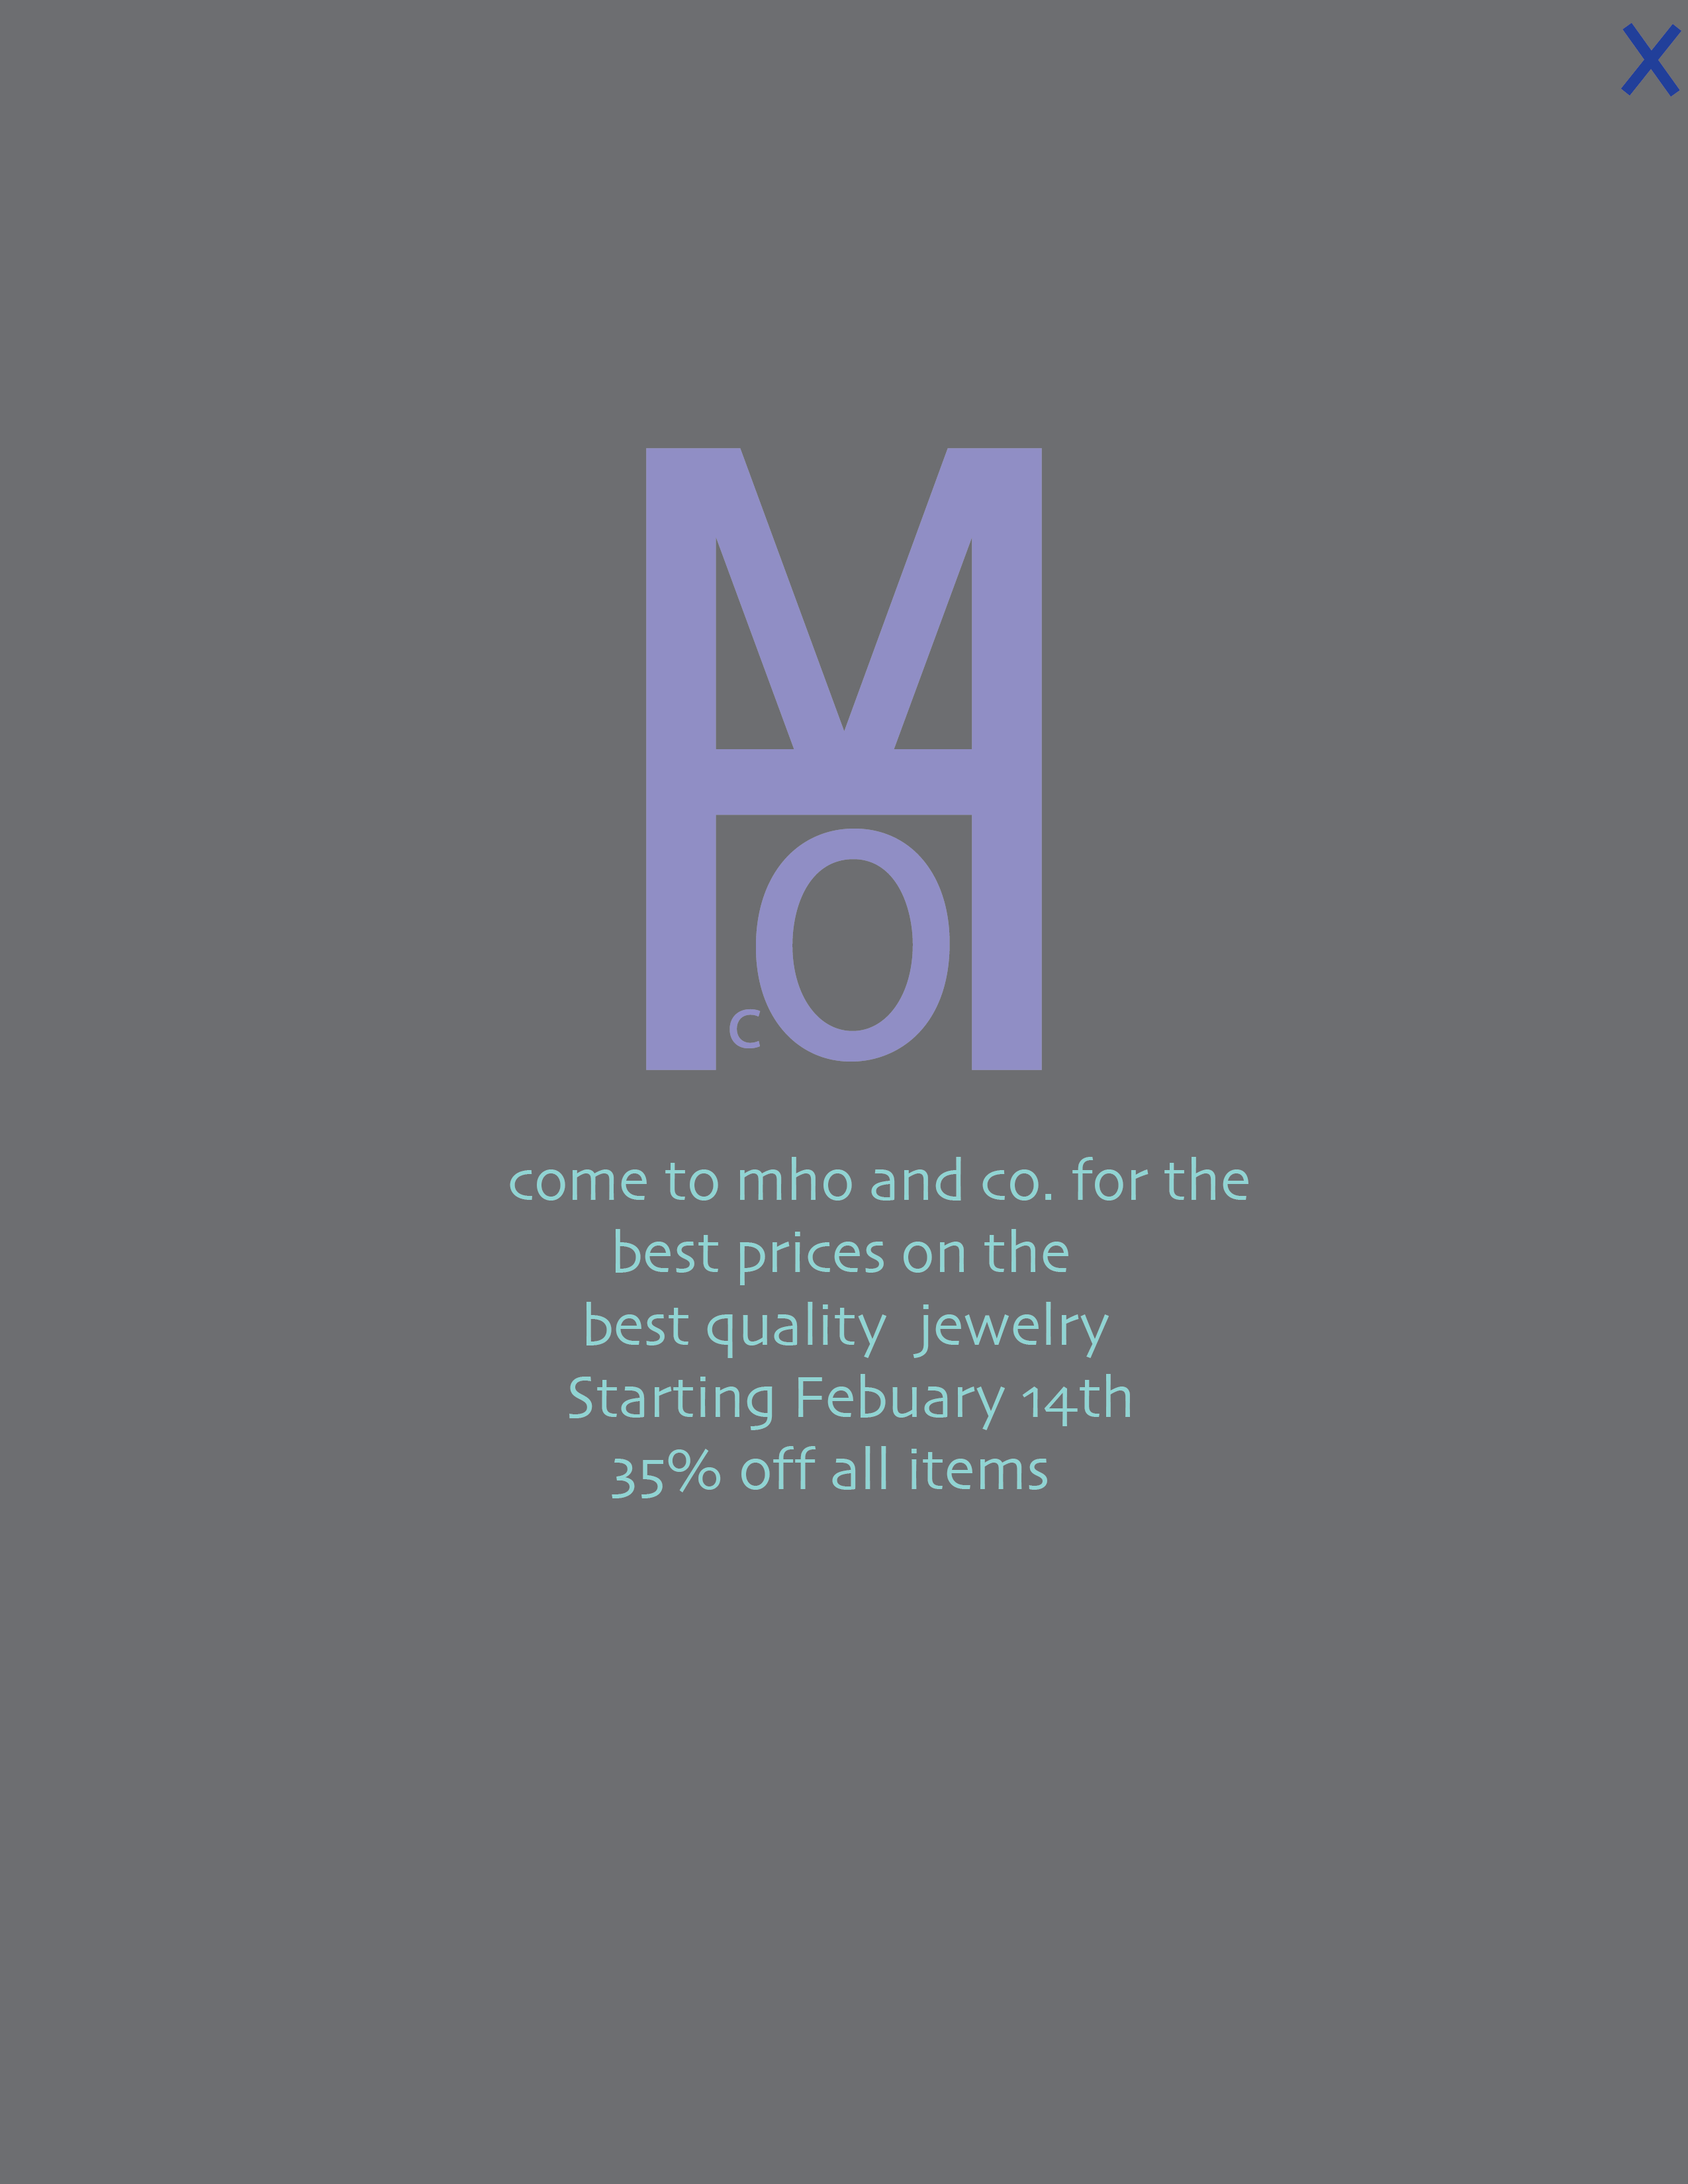 X
MHO
c
come to mho and co. for the
best prices on the
best quality jewelry
Starting Febuary 14th
35% off all items